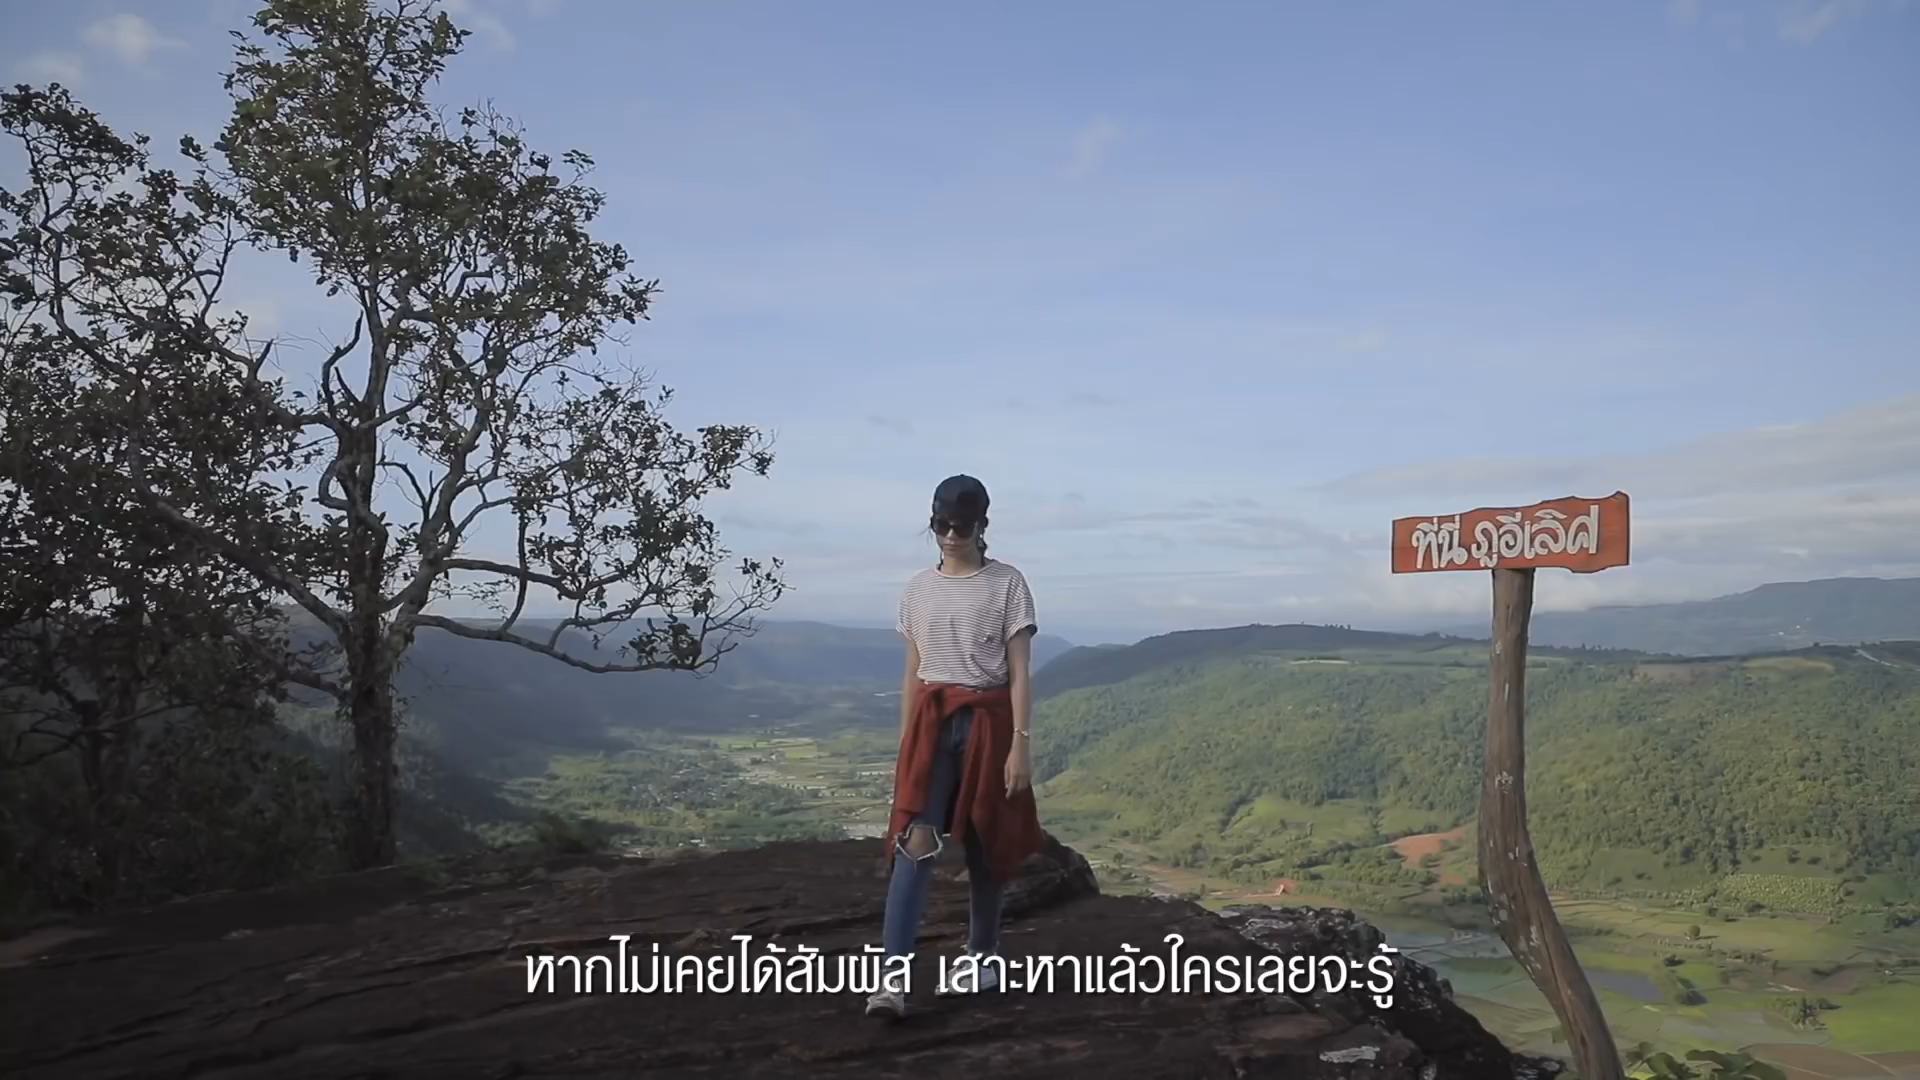 ที่นี่ ภูอีเลิศ
หากไม่เคยได้สัมผัส เสาะหาแล้วใครเลยจะรู้